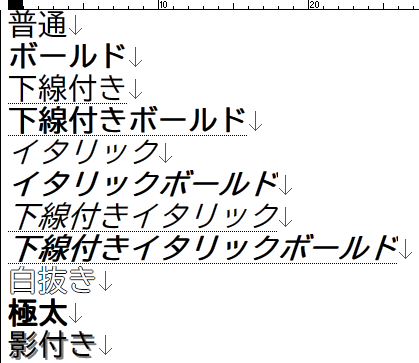 10 20
普通↓
ボールド↓
下線付き↓
下線付きボールド↓
イタリック↓
イタリックボールド↓
下線付きイタリック↓
下線付きイタリックボールド↓
白抜き↓
極太↓
影付き↓